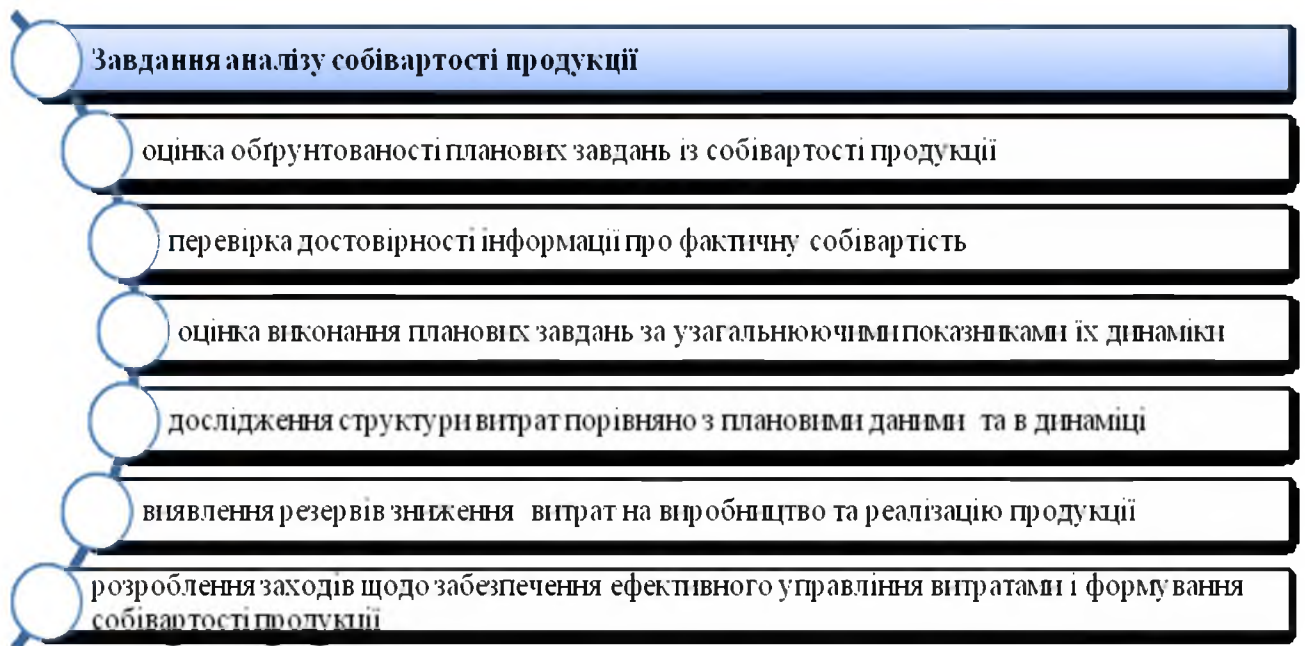 Завдання аналізу собівартості продукції
оцінка обґрунтованості планових завдань із собівартості продукції
перевірка достовірності інформації про фактичну собівартість
оцінка виконання планових завдань за узагальнюючими показниками їх динаміки
дослідження структури витрат порівняно з плановими даними та в динаміці
виявлення резервів зниження витрат на виробництво та реалізацію продукції
розроблення заходів щодо забезпечення ефективного управління витратами і формування
собівартості продукції